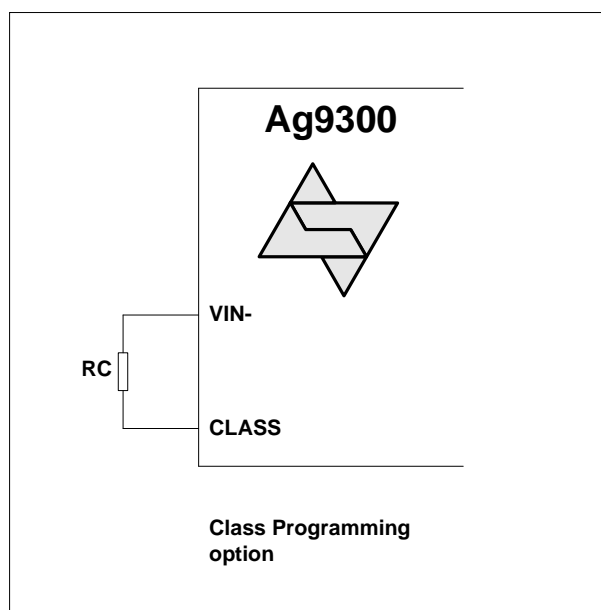 Ag9300
VIN-
RC
CLASS
Class Programming
option